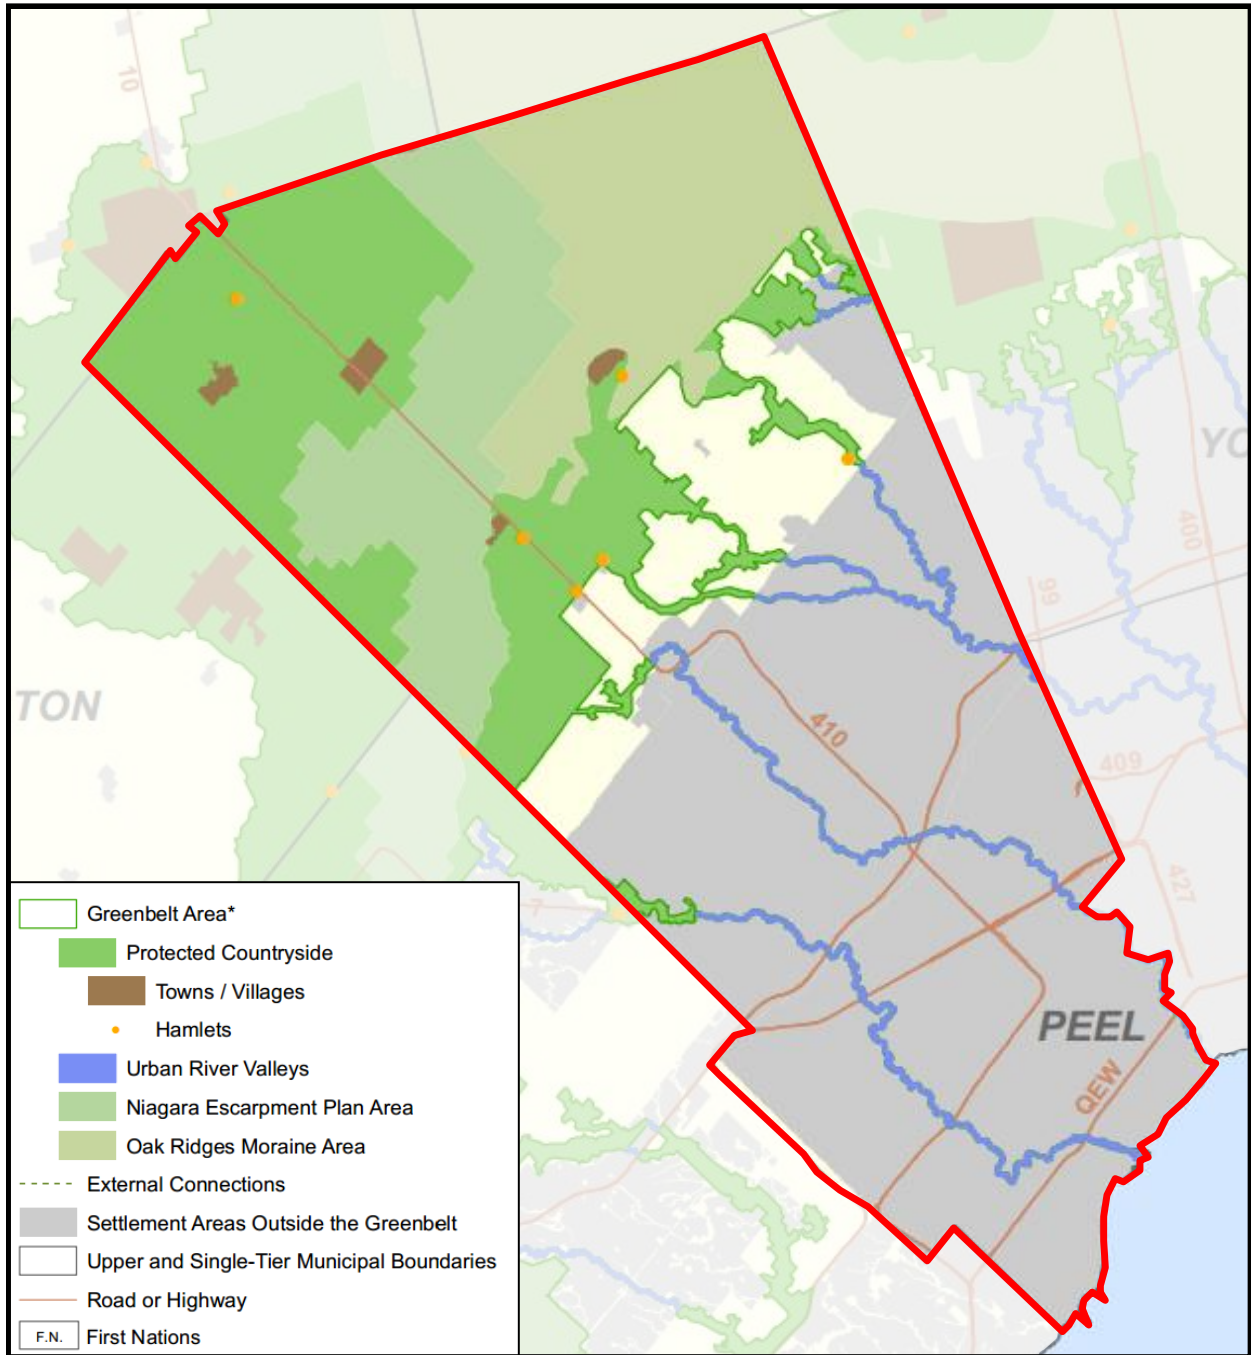 10
YO
400
99
TON
410
409
427
7
PEEL
QEW
Greenbelt Area*
Protected Countryside
Towns / Villages
Hamlets
Urban River Valleys
Niagara Escarpment Plan Area
Oak Ridges Moraine Area
External Connections
Settlement Areas Outside the Greenbelt
Upper and Single-Tier Municipal Boundaries
Road or Highway
F.N. First Nations